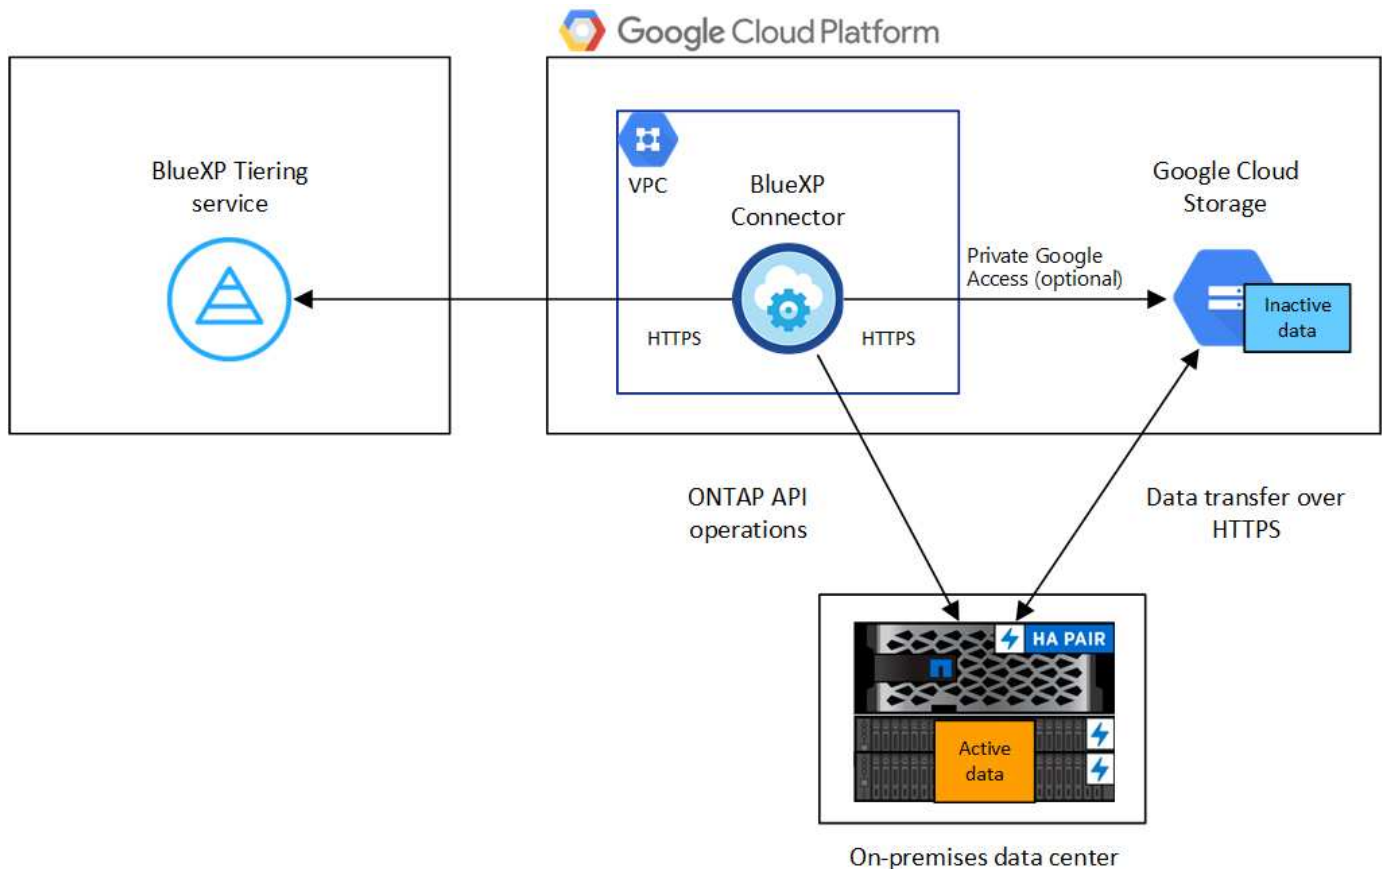 Google Cloud Platform
BlueXP Tiering
service
VPC
BlueXP
Connector
Google Cloud
Storage
Private Google
Access (optional)
Inactive
data
HTTPS
HTTPS
ONTAP API
operations
Data transfer over
HTTPS
HA PAIR
Active
data
On-premises data center